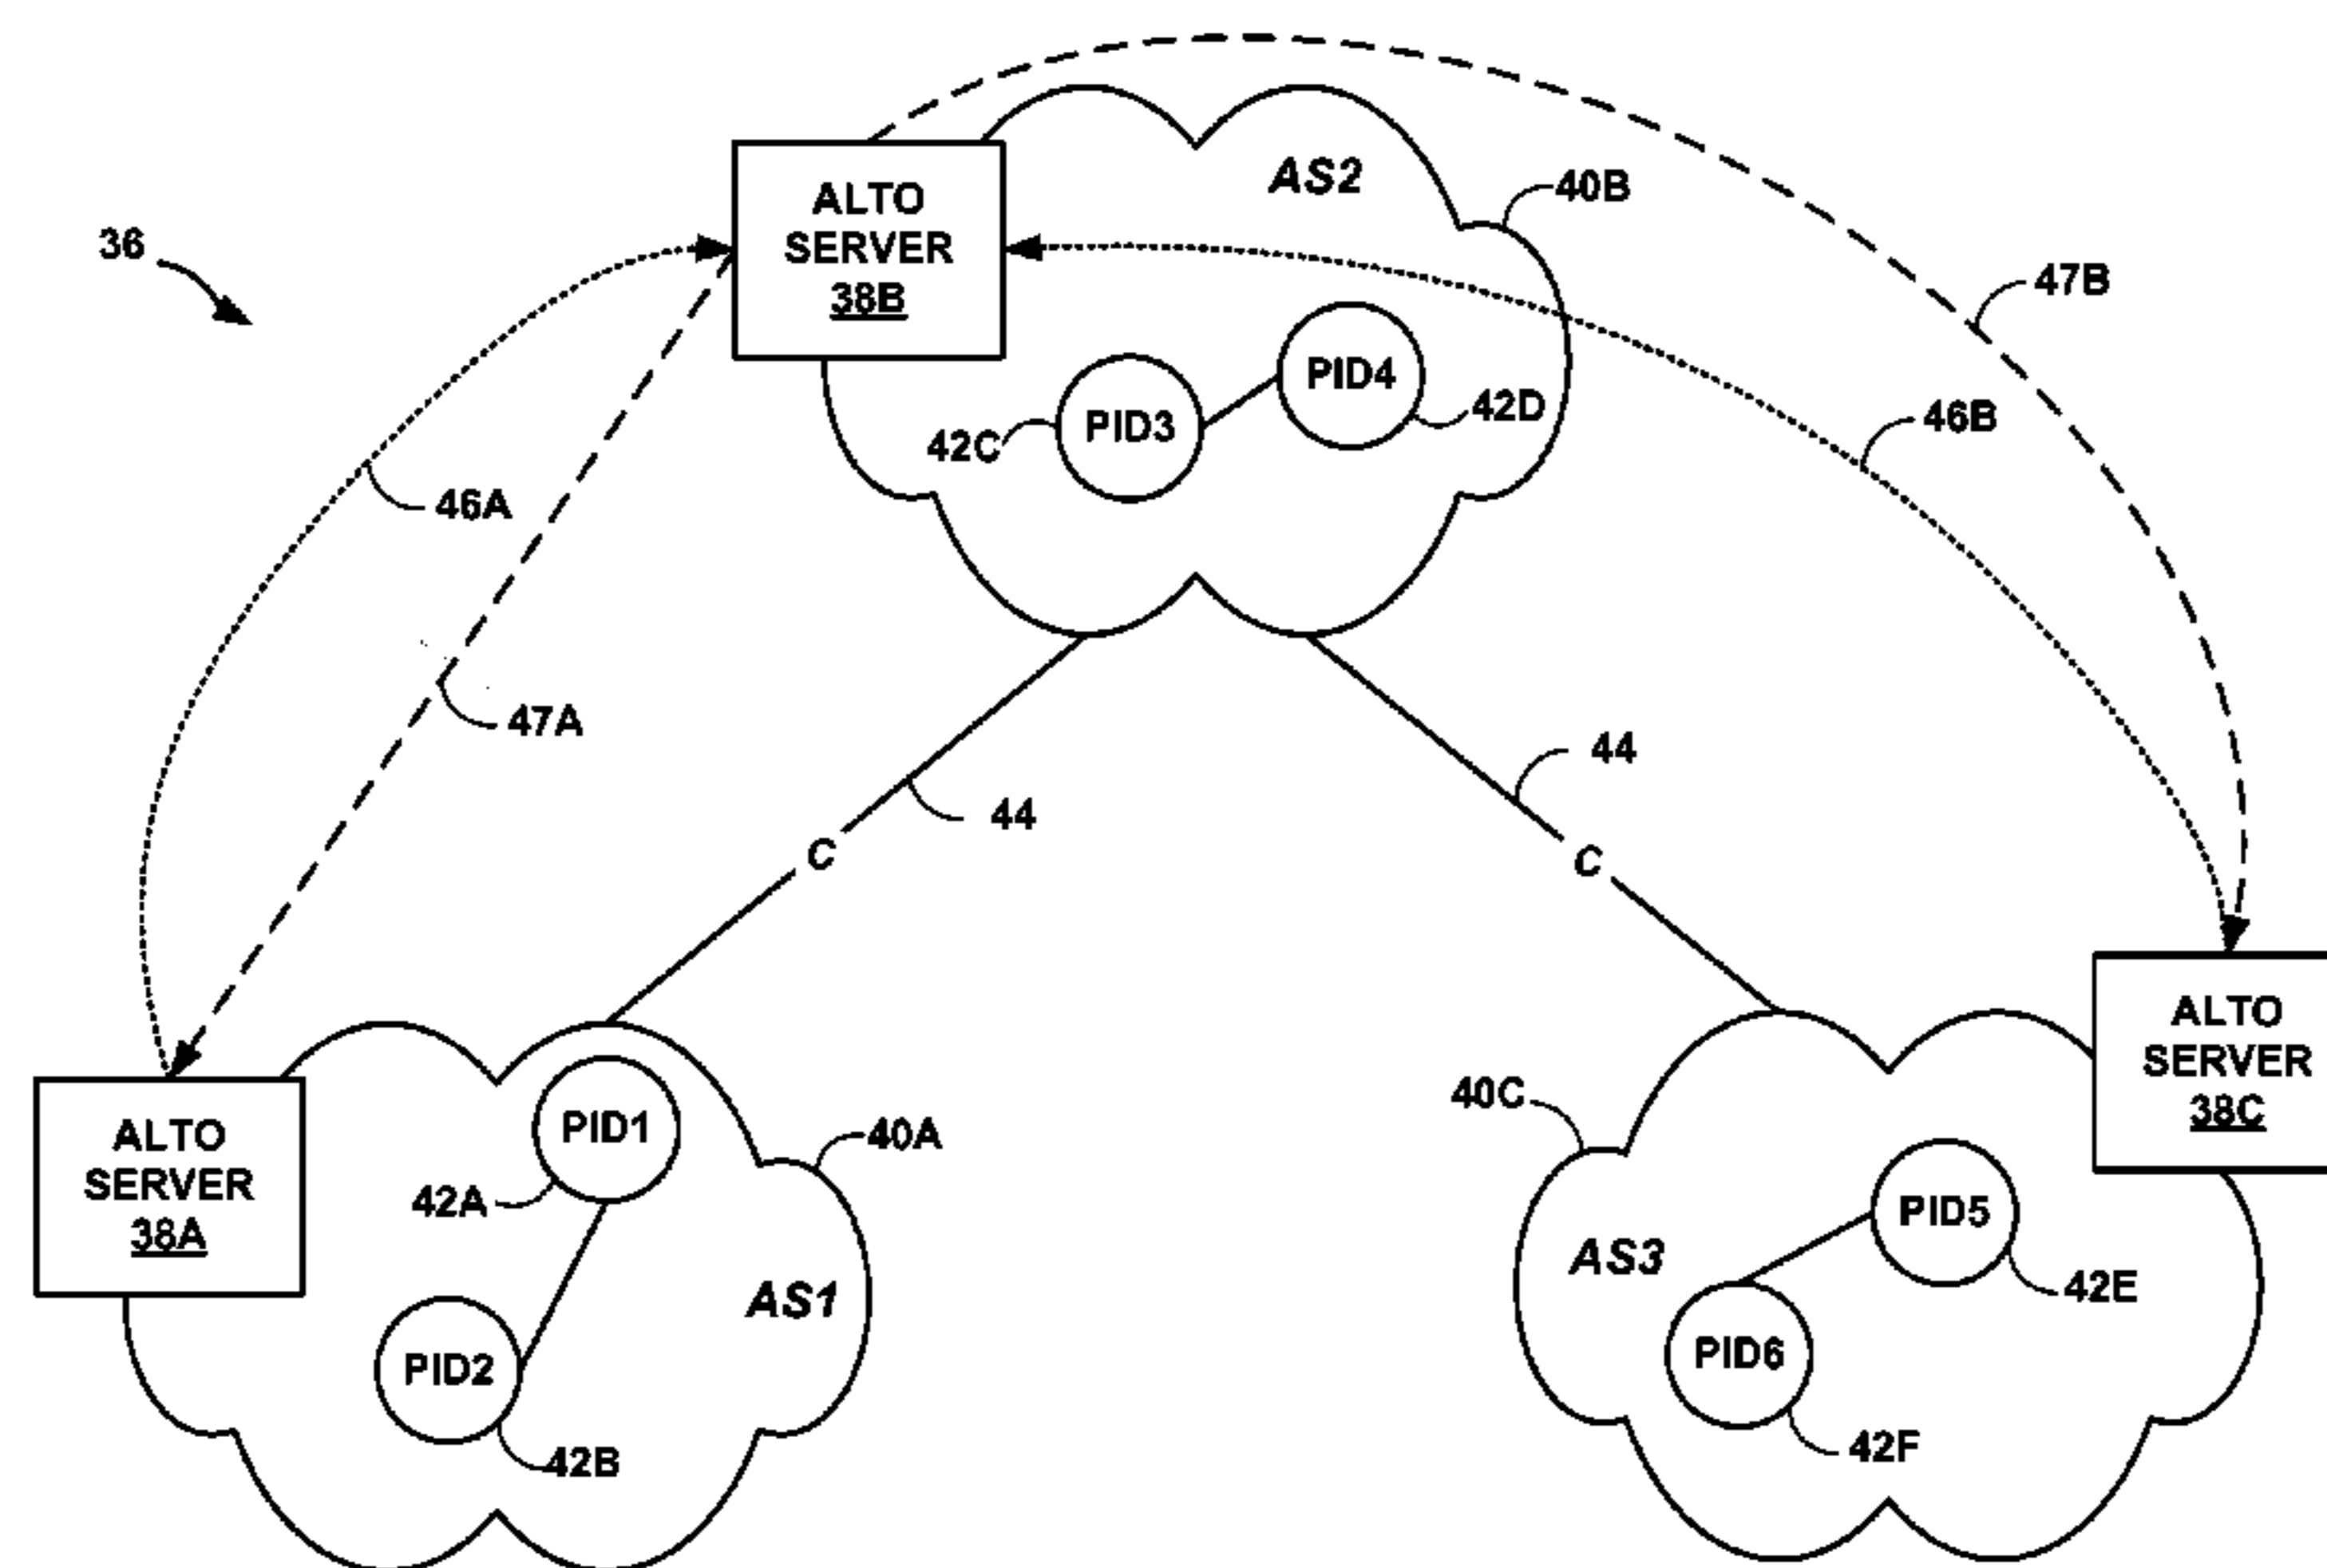 AS2
40B
ALTO
SERVER
38B
36
47B
PID4
42D
46B
PID3
42C
46A
47A
44
44
C
C
ALTO
SERVER
38C
40C
PID1
40A
ALTO
SERVER
38A
42A
PID5
AS3
42E
AS1
PID6
PID2
42F
42B